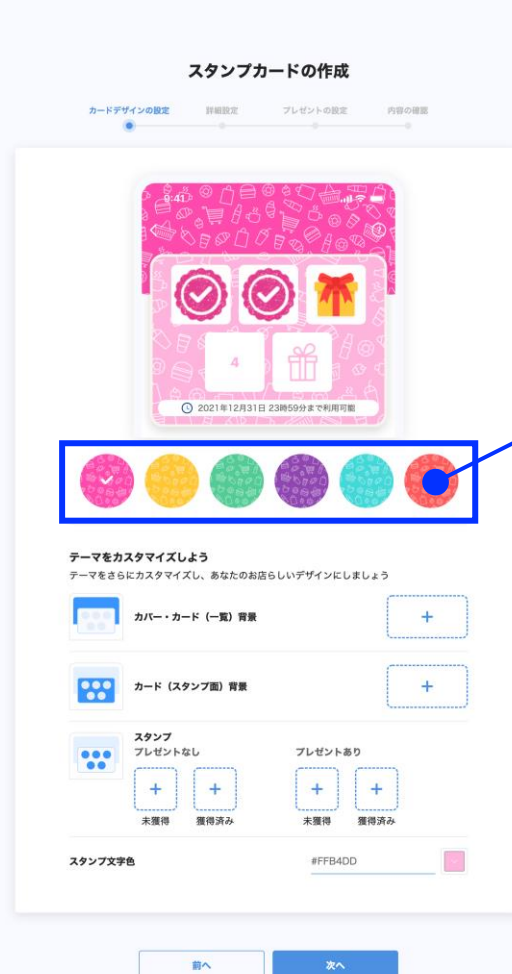 スタンプカードの作成
カードデザインの設定 詳細設定 プレゼントの設定 内容の確認
9:41
4
2021年12月31日 23時59分まで利用可能
テーマをカスタマイズしよう
テーマをさらにカスタマイズし、あなたのお店らしいデザインにしましょう
カバー・カード（一覧）背景
カード（スタンプ面）背景
スタンプ
プレゼントなし プレゼントあり
未獲得 獲得済み 未獲得 獲得済み
スタンプ文字色 #FFB4DD
前へ 次へ